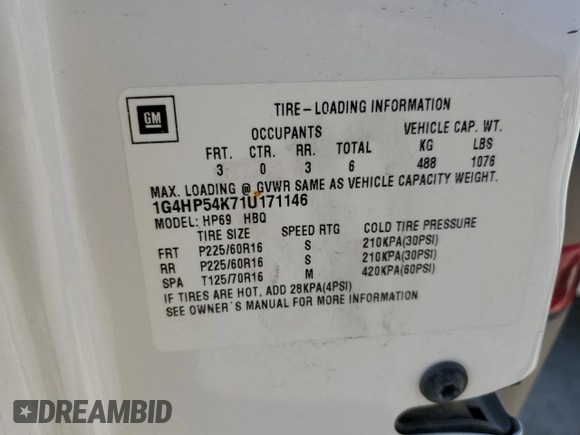 GM
TIRE-LOADING INFORMATION
OCCUPANTS VEHICLE CAP. WT.
FRT. CTR. RR. TOTAL KG LBS
3 0 3 6 488 1076
MAX. LOADING @ GVWR SAME AS VEHICLE CAPACITY WEIGHT.
1G4HP54K71U171146
MODEL: HP69 HBQ
TIRE SIZE SPEED RTG COLD TIRE PRESSURE
FRT P225/60R16 S 210KPA(30PSI)
RR P225/60R16 S 210KPA(30PSI)
SPA T125/70R16 M 420KPA(60PSI)
IF TIRES ARE HOT, ADD 28KPA(4PSI)
SEE OWNER'S MANUAL FOR MORE INFORMATION
DREAMBID